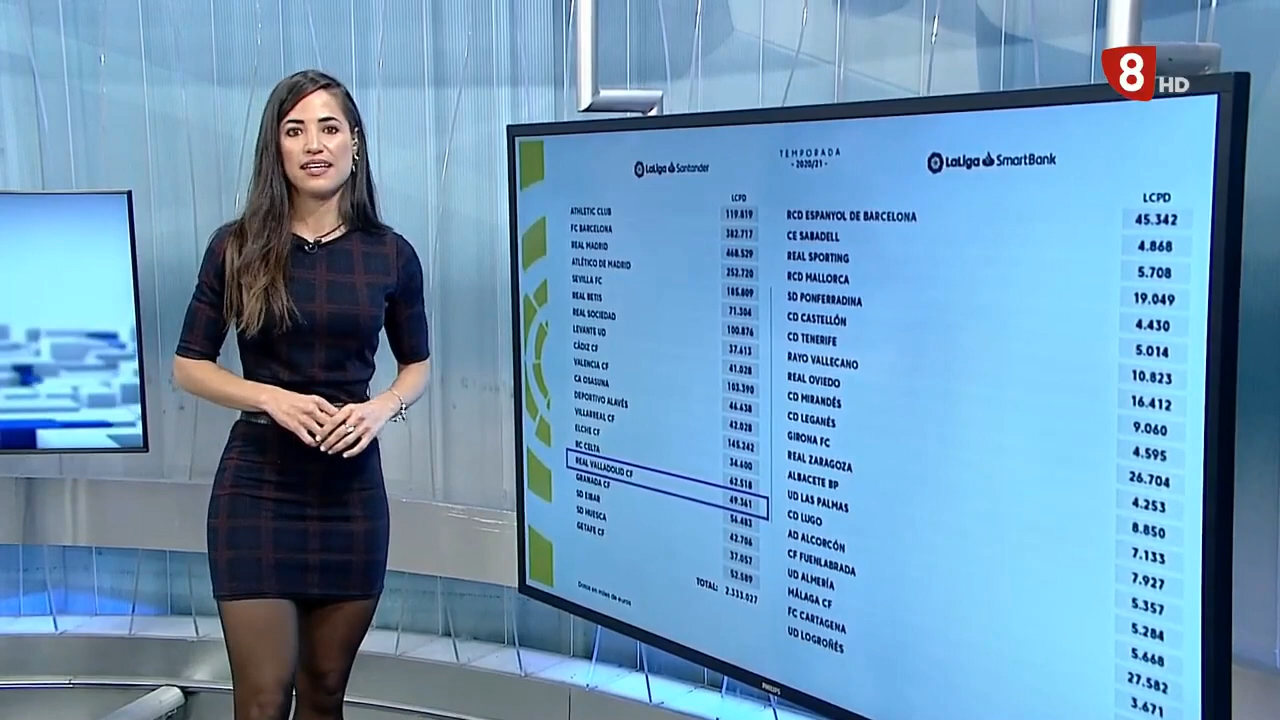 8 HD
TEMPORADA
- 2020/21 -
LaLiga Santander
LCPD
ATHLETIC CLUB 119.819
FC BARCELONA 382.717
REAL MADRID 468.529
ATLÉTICO DE MADRID 252.720
SEVILLA FC 185.809
REAL BETIS 71.304
REAL SOCIEDAD 100.876
LEVANTE UD 37.613
CÁDIZ CF 41.028
VALENCIA CF 103.390
CA OSASUNA 46.638
DEPORTIVO ALAVÉS 42.028
VILLARREAL CF 145.242
ELCHE CF 34.600
RC CELTA 62.518
REAL VALLADOLID CF 49.361
GRANADA CF 56.483
SD EIBAR 42.706
SD HUESCA 37.057
GETAFE CF 52.589
TOTAL: 2.333.027
Datos en miles de euros
LaLiga SmartBank
LCPD
RCD ESPANYOL DE BARCELONA 45.342
CE SABADELL 4.868
REAL SPORTING 5.708
RCD MALLORCA 19.049
SD PONFERRADINA 4.430
CD CASTELLÓN 5.014
CD TENERIFE 10.823
RAYO VALLECANO 16.412
REAL OVIEDO 9.060
CD MIRANDÉS 4.595
CD LEGANÉS 26.704
GIRONA FC 4.253
REAL ZARAGOZA 8.850
ALBACETE BP 7.133
UD LAS PALMAS 7.927
CD LUGO 5.357
AD ALCORCÓN 5.284
CF FUENLABRADA 5.668
UD ALMERÍA 27.582
MÁLAGA CF 3.671
FC CARTAGENA
UD LOGROÑÉS
PHILIPS